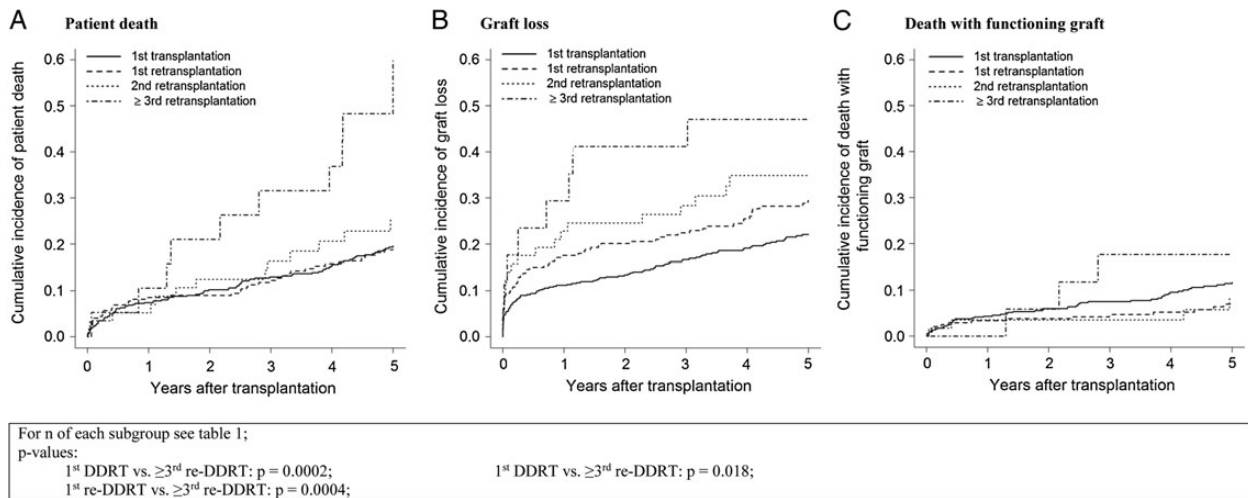 A Patient death
Cumulative incidence of patient death
0.6
0.5
0.4
0.3
0.2
0.1
0.0
1st transplantation
1st retransplantation
2nd retransplantation
≥ 3rd retransplantation
0 1 2 3 4 5
Years after transplantation
B Graft loss
Cumulative incidence of graft loss
0.6
0.5
0.4
0.3
0.2
0.1
0.0
1st transplantation
1st retransplantation
2nd retransplantation
≥ 3rd retransplantation
0 1 2 3 4 5
Years after transplantation
C Death with functioning graft
Cumulative incidence of death with
functioning graft
0.6
0.5
0.4
0.3
0.2
0.1
0.0
1st transplantation
1st retransplantation
2nd retransplantation
≥ 3rd retransplantation
0 1 2 3 4 5
Years after transplantation
For n of each subgroup see table 1;
p-values:
1st DDRT vs. ≥3rd re-DDRT: p = 0.0002; 1st DDRT vs. ≥3rd re-DDRT: p = 0.018;
1st re-DDRT vs. ≥3rd re-DDRT: p = 0.0004;